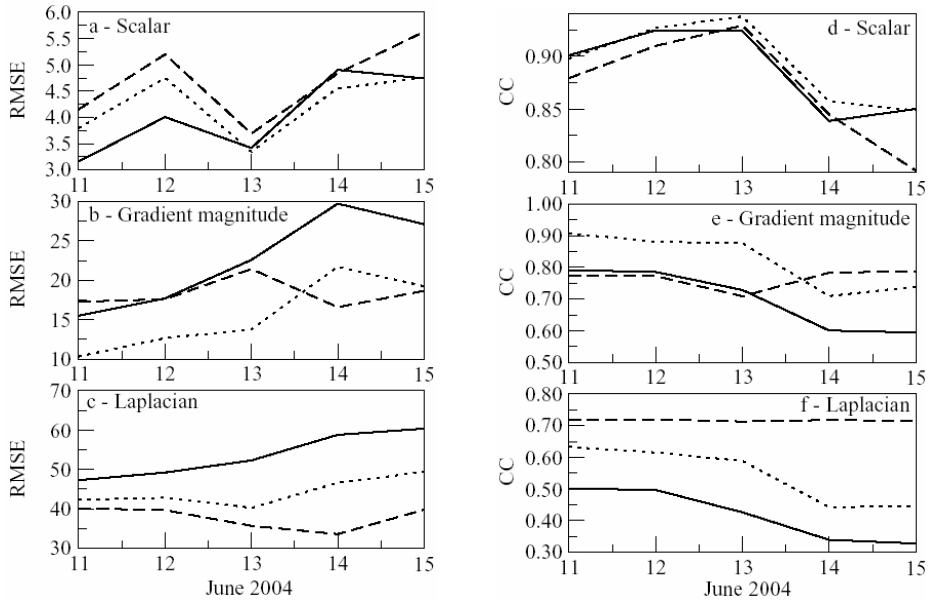 6.0
a - Scalar
5.5
5.0
4.5
4.0
3.5
3.0
RMSE
11 12 13 14 15
30
b - Gradient magnitude
25
20
15
10
RMSE
11 12 13 14 15
70
c - Laplacian
60
50
40
30
RMSE
11 12 13 14 15
June 2004
d - Scalar
0.90
0.85
0.80
CC
11 12 13 14 15
1.00
e - Gradient magnitude
0.90
0.80
0.70
0.60
0.50
CC
11 12 13 14 15
0.80
f - Laplacian
0.70
0.60
0.50
0.40
0.30
CC
11 12 13 14 15
June 2004